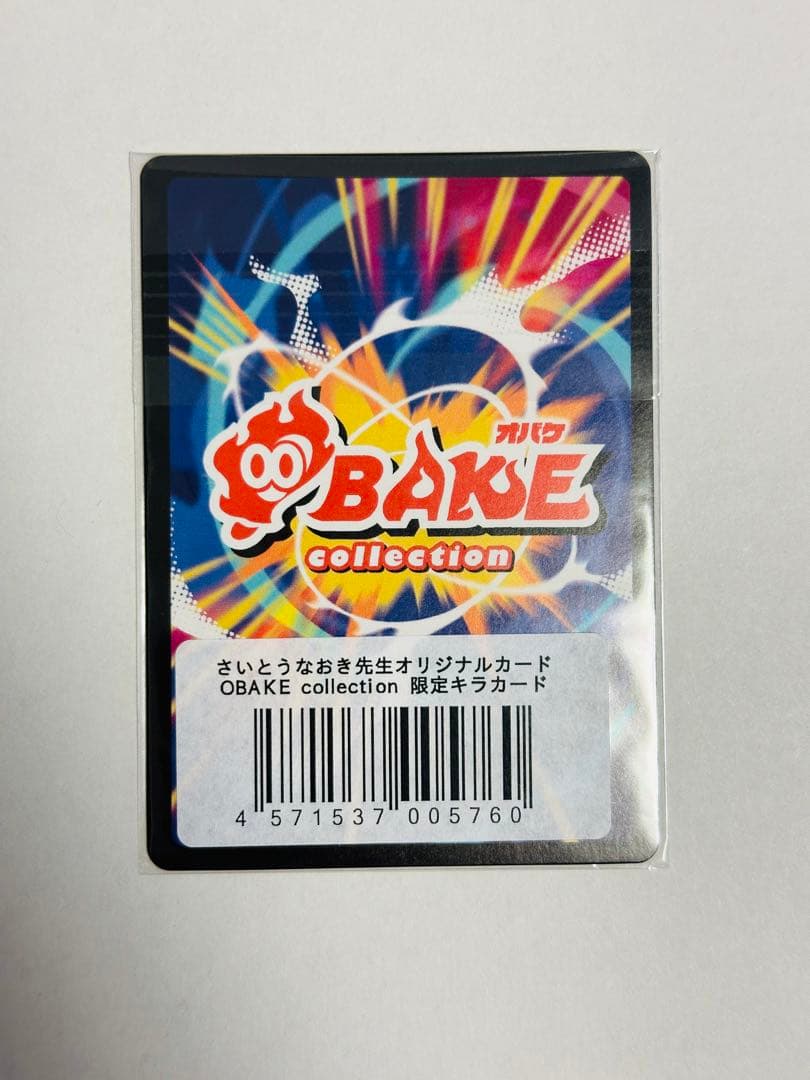 オバケ
OBAKE
collection
さいとうなおき先生オリジナルカード
OBAKE collection 限定キラカード
4 571537 005760